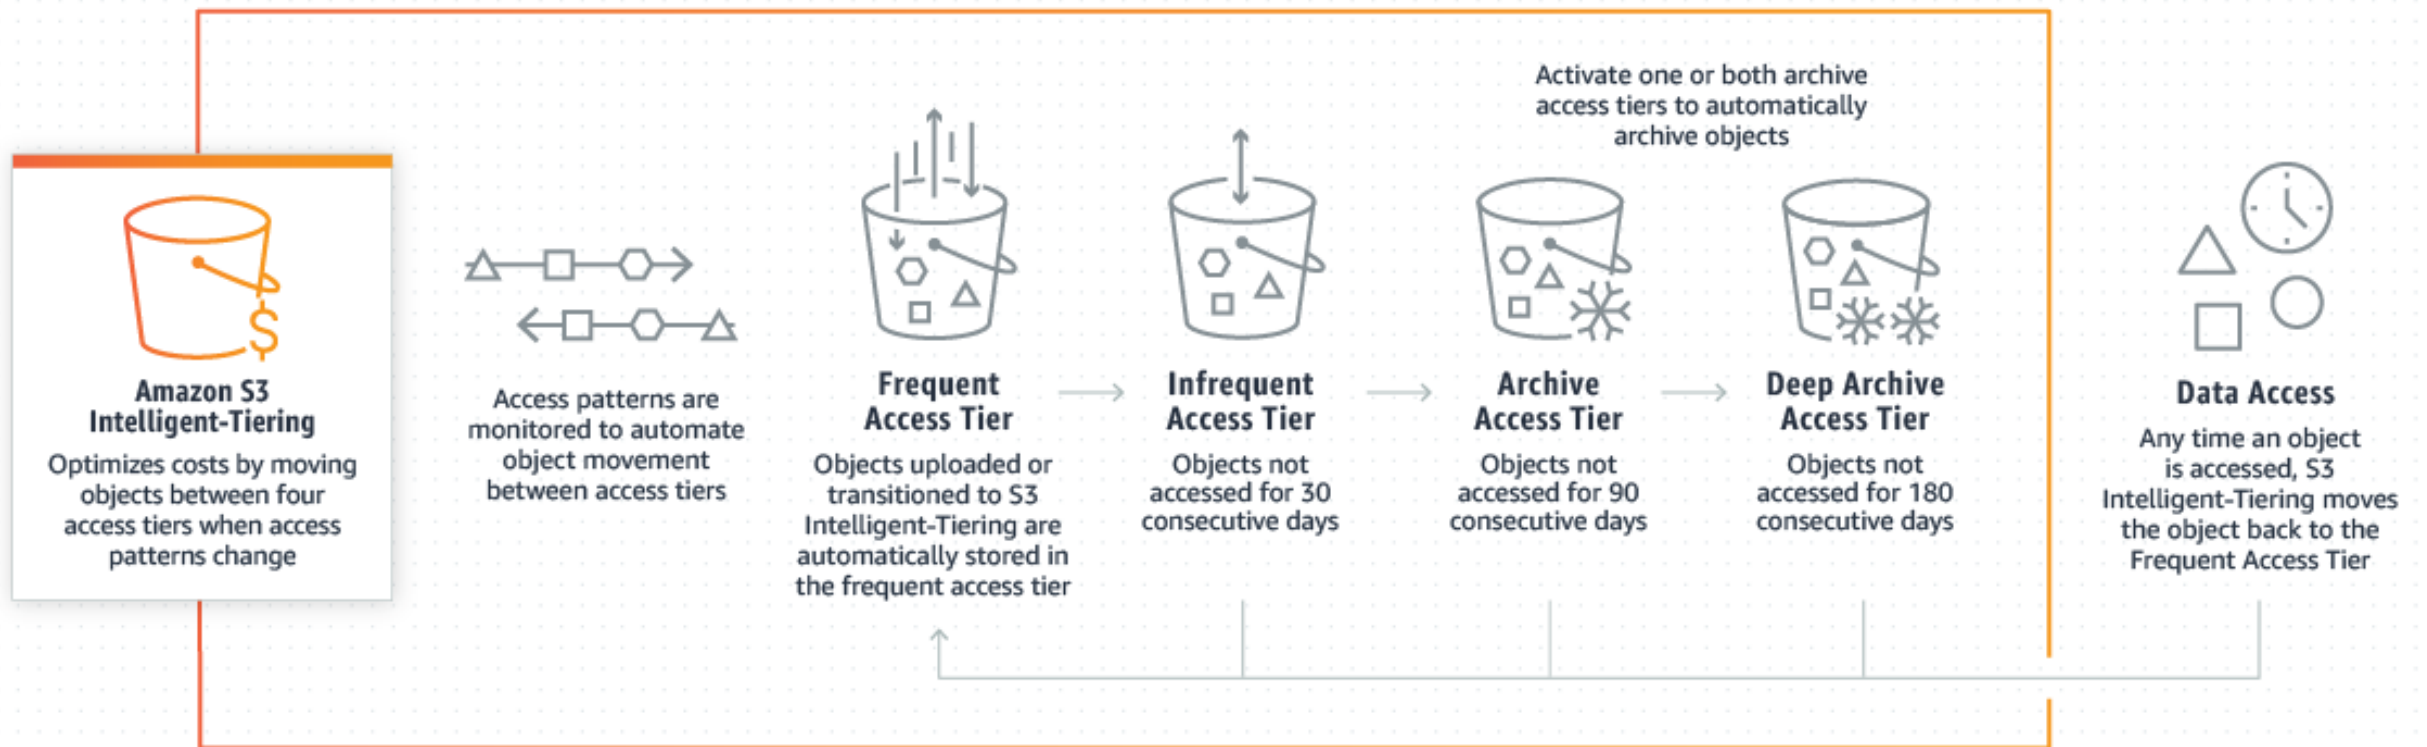 Amazon S3
Intelligent-Tiering
Optimizes costs by moving
objects between four
access tiers when access
patterns change
Access patterns are
monitored to automate
object movement
between access tiers
Frequent
Access Tier
Objects uploaded or
transitioned to S3
Intelligent-Tiering are
automatically stored in
the frequent access tier
Infrequent
Access Tier
Objects not
accessed for 30
consecutive days
Activate one or both archive
access tiers to automatically
archive objects
Archive
Access Tier
Objects not
accessed for 90
consecutive days
Deep Archive
Access Tier
Objects not
accessed for 180
consecutive days
Data Access
Any time an object
is accessed, S3
Intelligent-Tiering moves
the object back to the
Frequent Access Tier